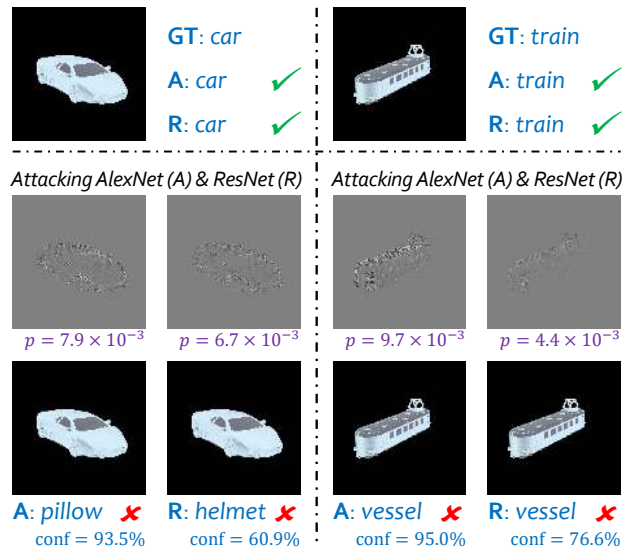 GT: car
A: car ✓
R: car ✓
GT: train
A: train ✓
R: train ✓
Attacking AlexNet (A) & ResNet (R)
Attacking AlexNet (A) & ResNet (R)
p = 7.9 × 10⁻³
p = 6.7 × 10⁻³
p = 9.7 × 10⁻³
p = 4.4 × 10⁻³
A: pillow ✘
R: helmet ✘
A: vessel ✘
R: vessel ✘
conf = 93.5%
conf = 60.9%
conf = 95.0%
conf = 76.6%